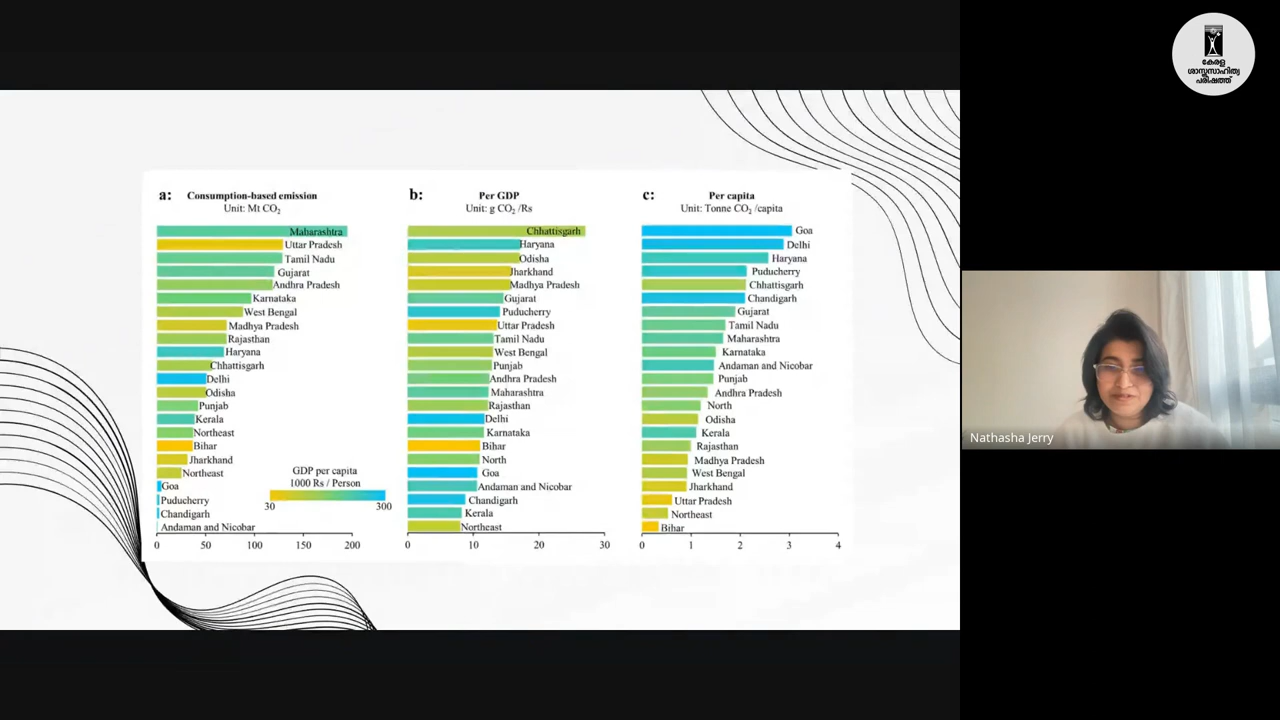 a: Consumption-based emission
Unit: Mt CO2
Maharashtra
Uttar Pradesh
Tamil Nadu
Gujarat
Andhra Pradesh
Karnataka
West Bengal
Madhya Pradesh
Rajasthan
Haryana
Chhattisgarh
Delhi
Odisha
Punjab
Kerala
Northeast
Bihar
Jharkhand
Northeast
Goa
Puducherry
Chandigarh
Andaman and Nicobar
0 50 100 150 200
GDP per capita
1000 Rs / Person
30 300
b: Per GDP
Unit: g CO2 /Rs
Chhattisgarh
Haryana
Odisha
Jharkhand
Madhya Pradesh
Gujarat
Puducherry
Uttar Pradesh
Tamil Nadu
West Bengal
Punjab
Andhra Pradesh
Maharashtra
Rajasthan
Delhi
Karnataka
Bihar
North
Goa
Andaman and Nicobar
Chandigarh
Kerala
Northeast
0 10 20 30
c: Per capita
Unit: Tonne CO2 /capita
Goa
Delhi
Haryana
Puducherry
Chhattisgarh
Chandigarh
Gujarat
Tamil Nadu
Maharashtra
Karnataka
Andaman and Nicobar
Punjab
Andhra Pradesh
North
Odisha
Kerala
Rajasthan
Madhya Pradesh
West Bengal
Jharkhand
Uttar Pradesh
Northeast
Bihar
0 1 2 3 4
കേരള
ശാസ്ത്രസാഹിത്യ
പരിഷത്ത്
Nathasha Jerry